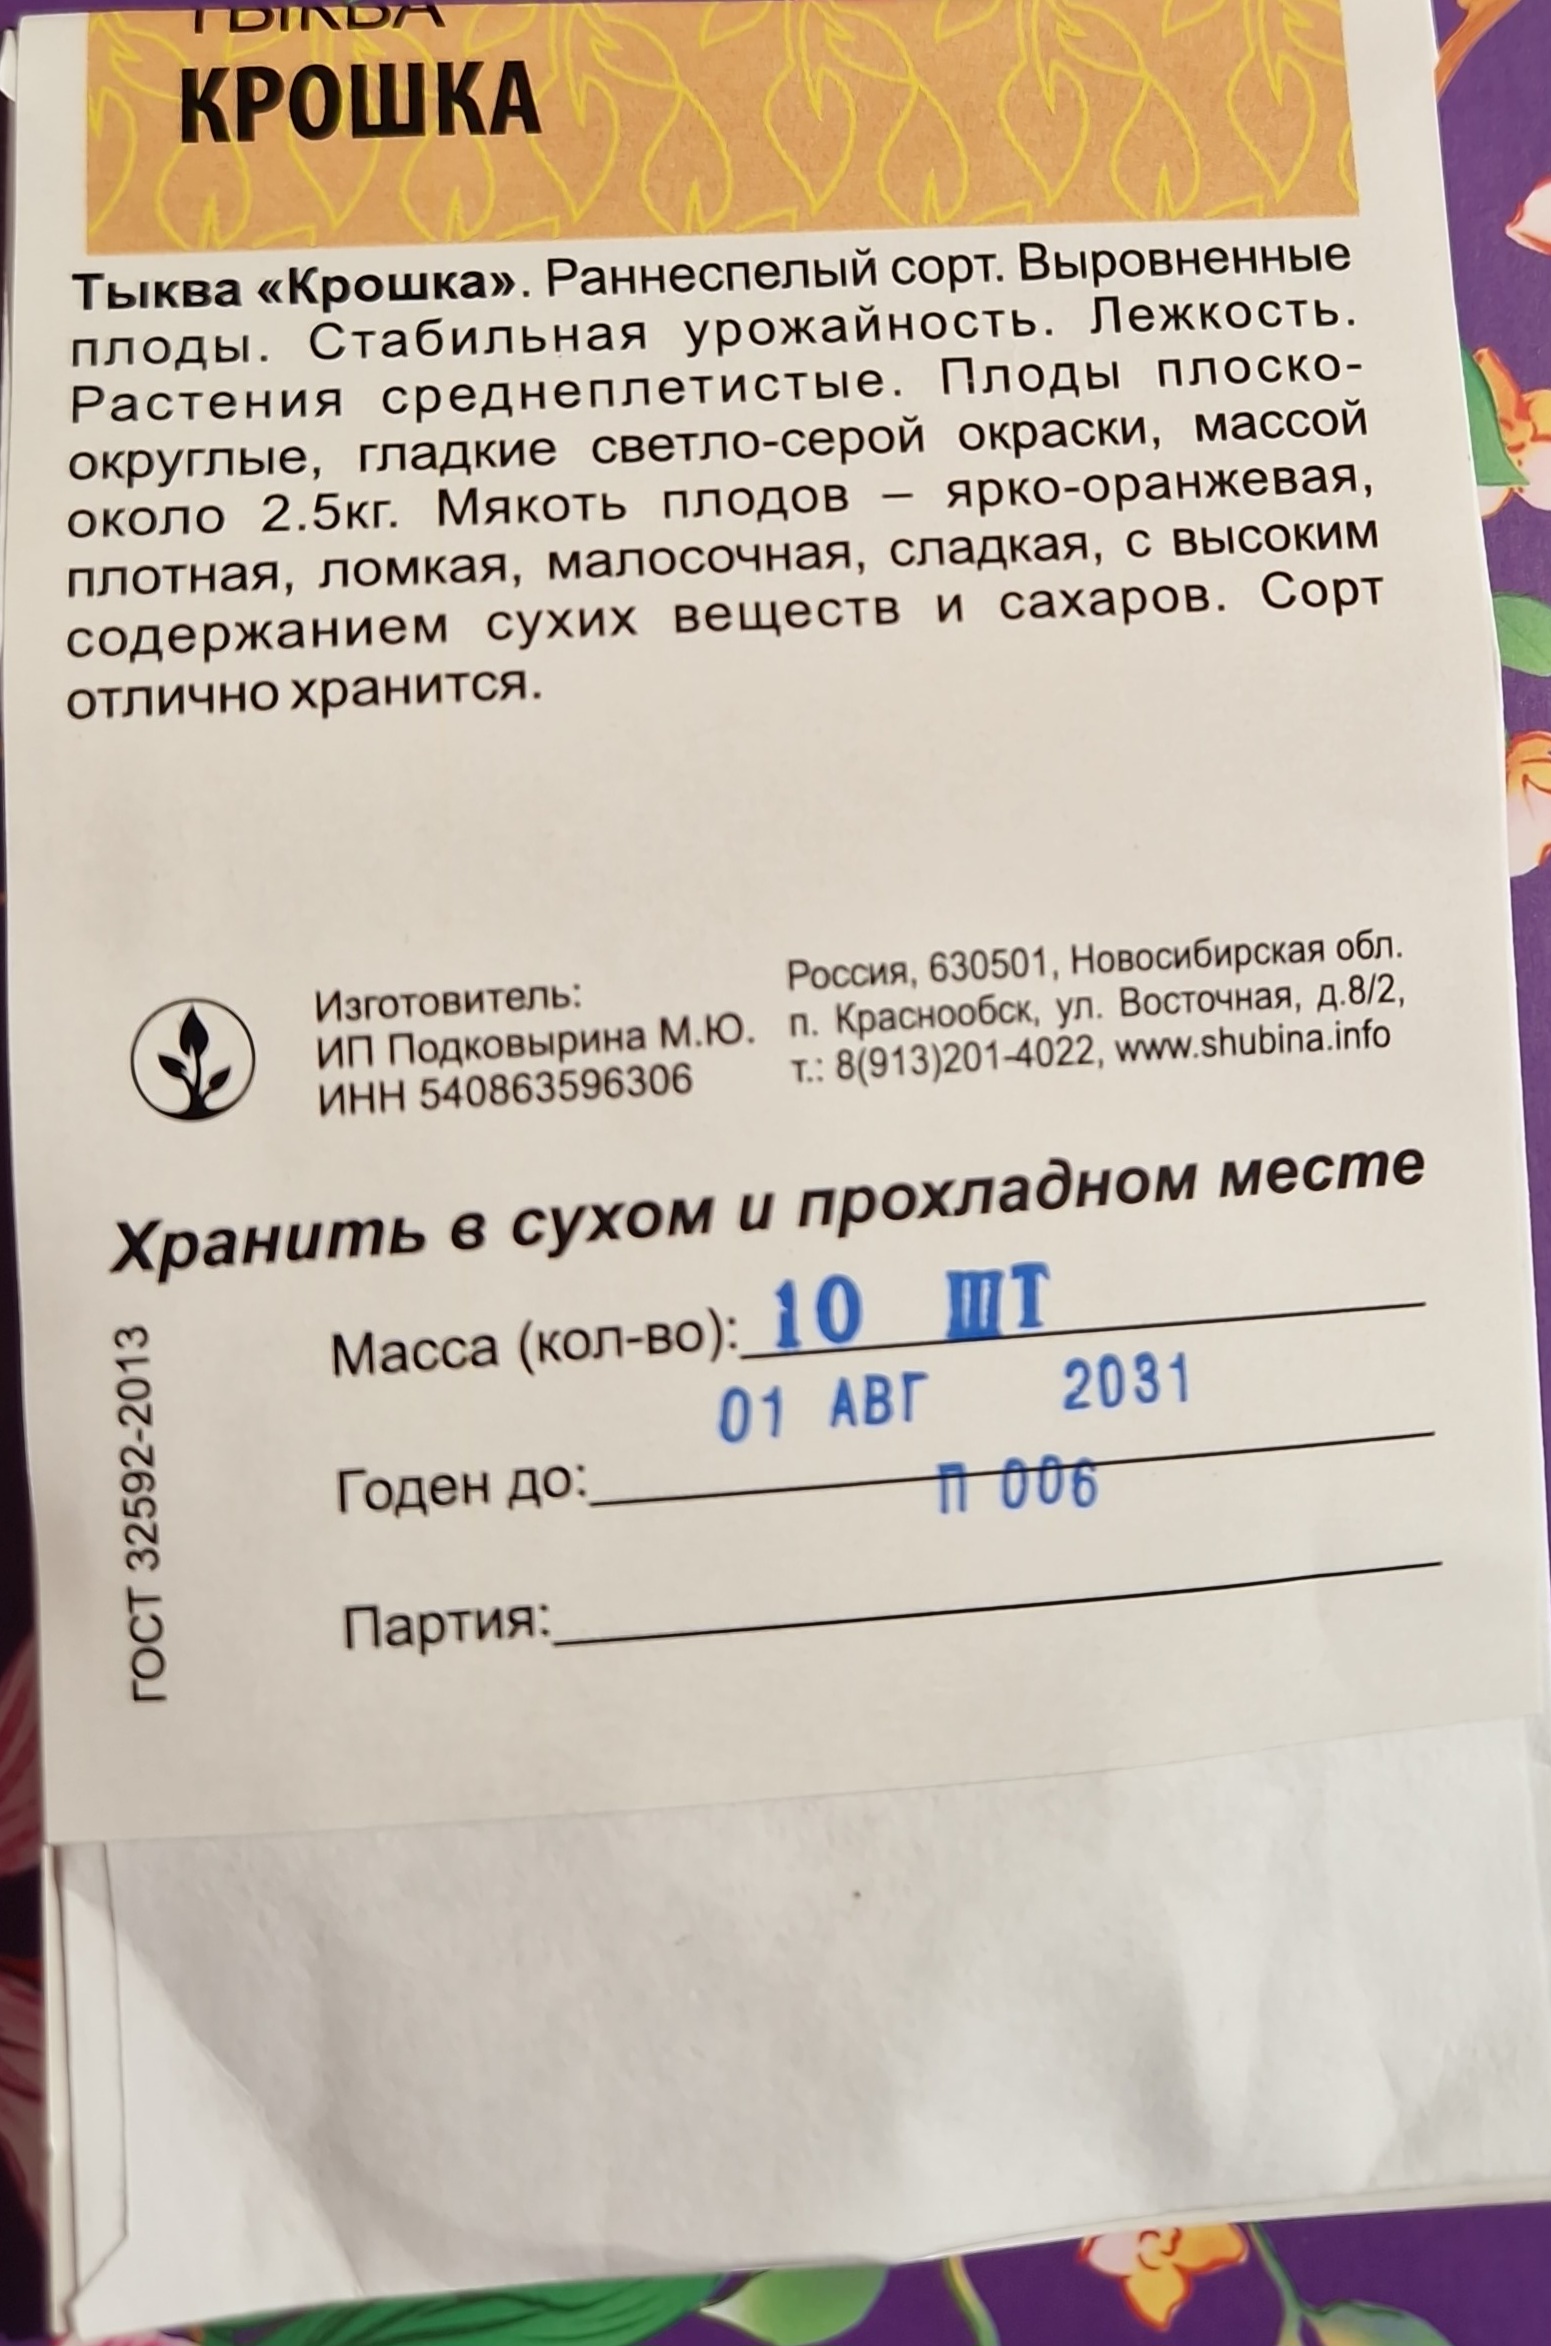 ТЫКВА
КРОШКА
Тыква «Крошка». Раннеспелый сорт. Выровненные
плоды. Стабильная урожайность. Лежкость.
Растения среднеплетистые. Плоды плоско-
округлые, гладкие светло-серой окраски, массой
около 2.5кг. Мякоть плодов – ярко-оранжевая,
плотная, ломкая, малосочная, сладкая, с высоким
содержанием сухих веществ и сахаров. Сорт
отлично хранится.
Изготовитель:
ИП Подковырина М.Ю.
ИНН 540863596306
Россия, 630501, Новосибирская обл.
п. Краснообск, ул. Восточная, д.8/2,
т.: 8(913)201-4022, www.shubina.info
Хранить в сухом и прохладном месте
ГОСТ 32592-2013
Масса (кол-во): 10 ШТ
01 АВГ 2031
Годен до:
П 006
Партия: